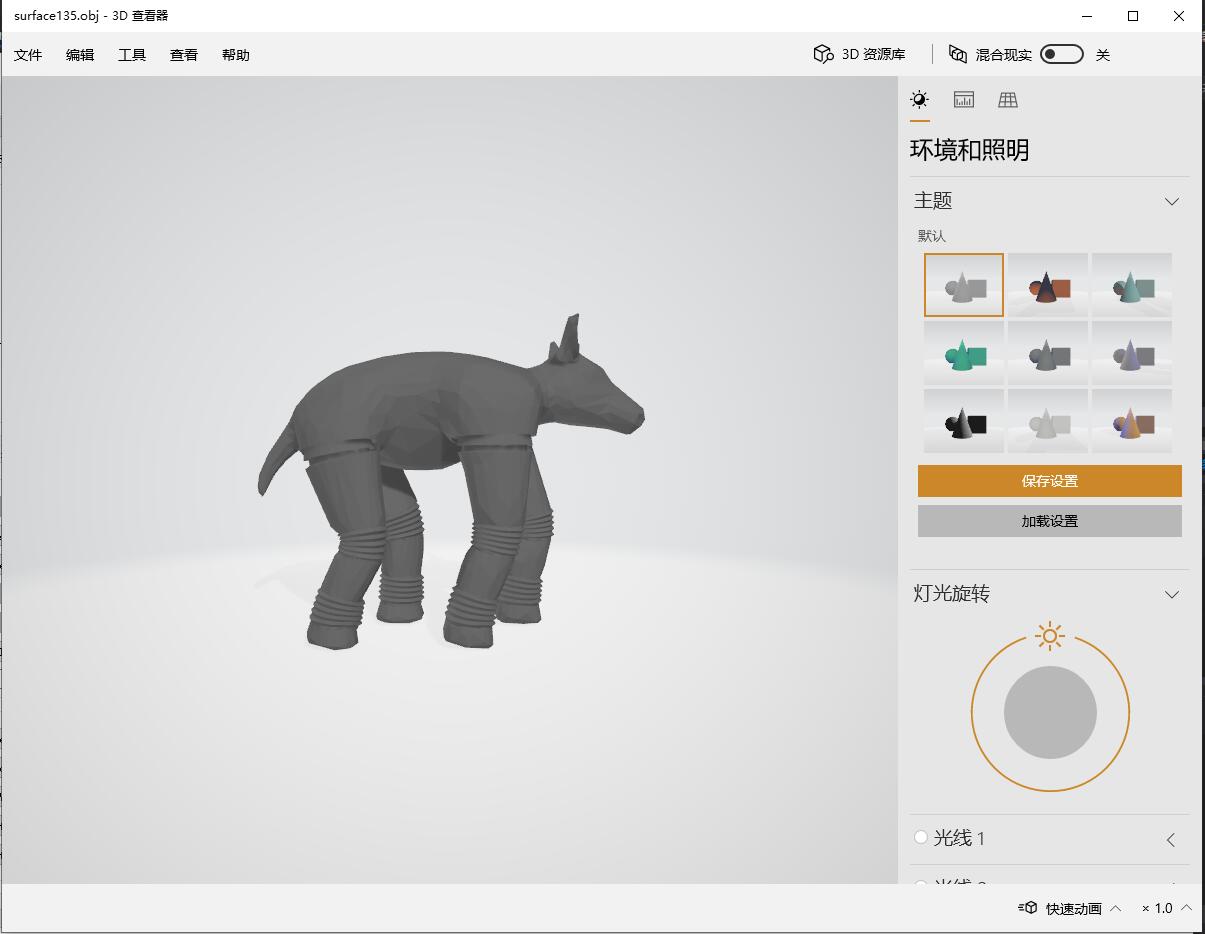 surface135.obj - 3D 查看器
文件 编辑 工具 查看 帮助 3D 资源库 混合现实 关
环境和照明
主题
默认
保存设置
加载设置
灯光旋转
光线 1
快速动画 × 1.0